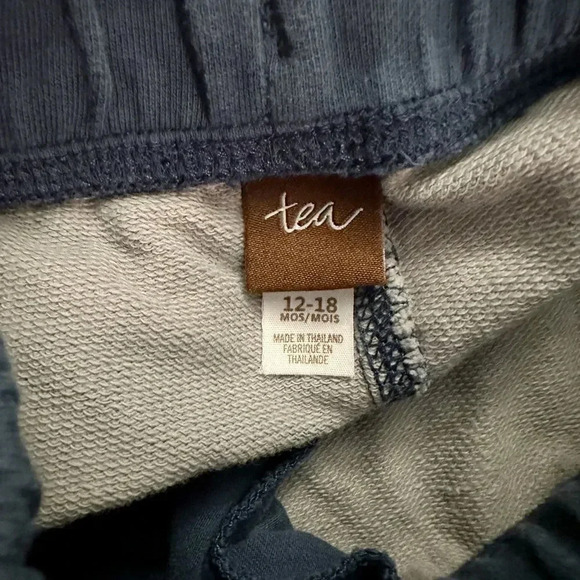 tea
12-18
MOS/MOIS
MADE IN THAILAND
FABRIQUÉ EN
THAILANDE